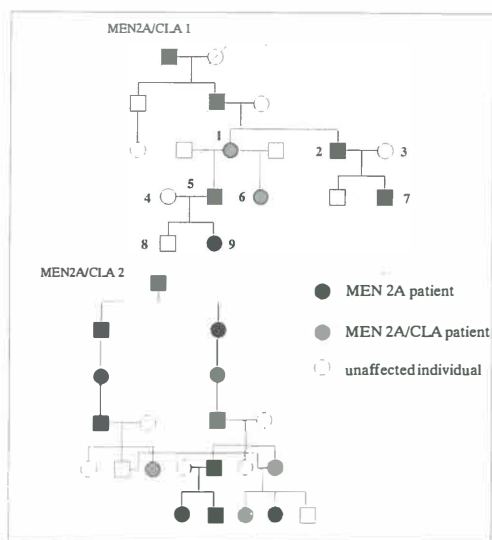 MEN2A/CLA 1
1
2
3
5
4
6
7
8
9
MEN2A/CLA 2
MEN 2A patient
MEN 2A/CLA patient
unaffected individual